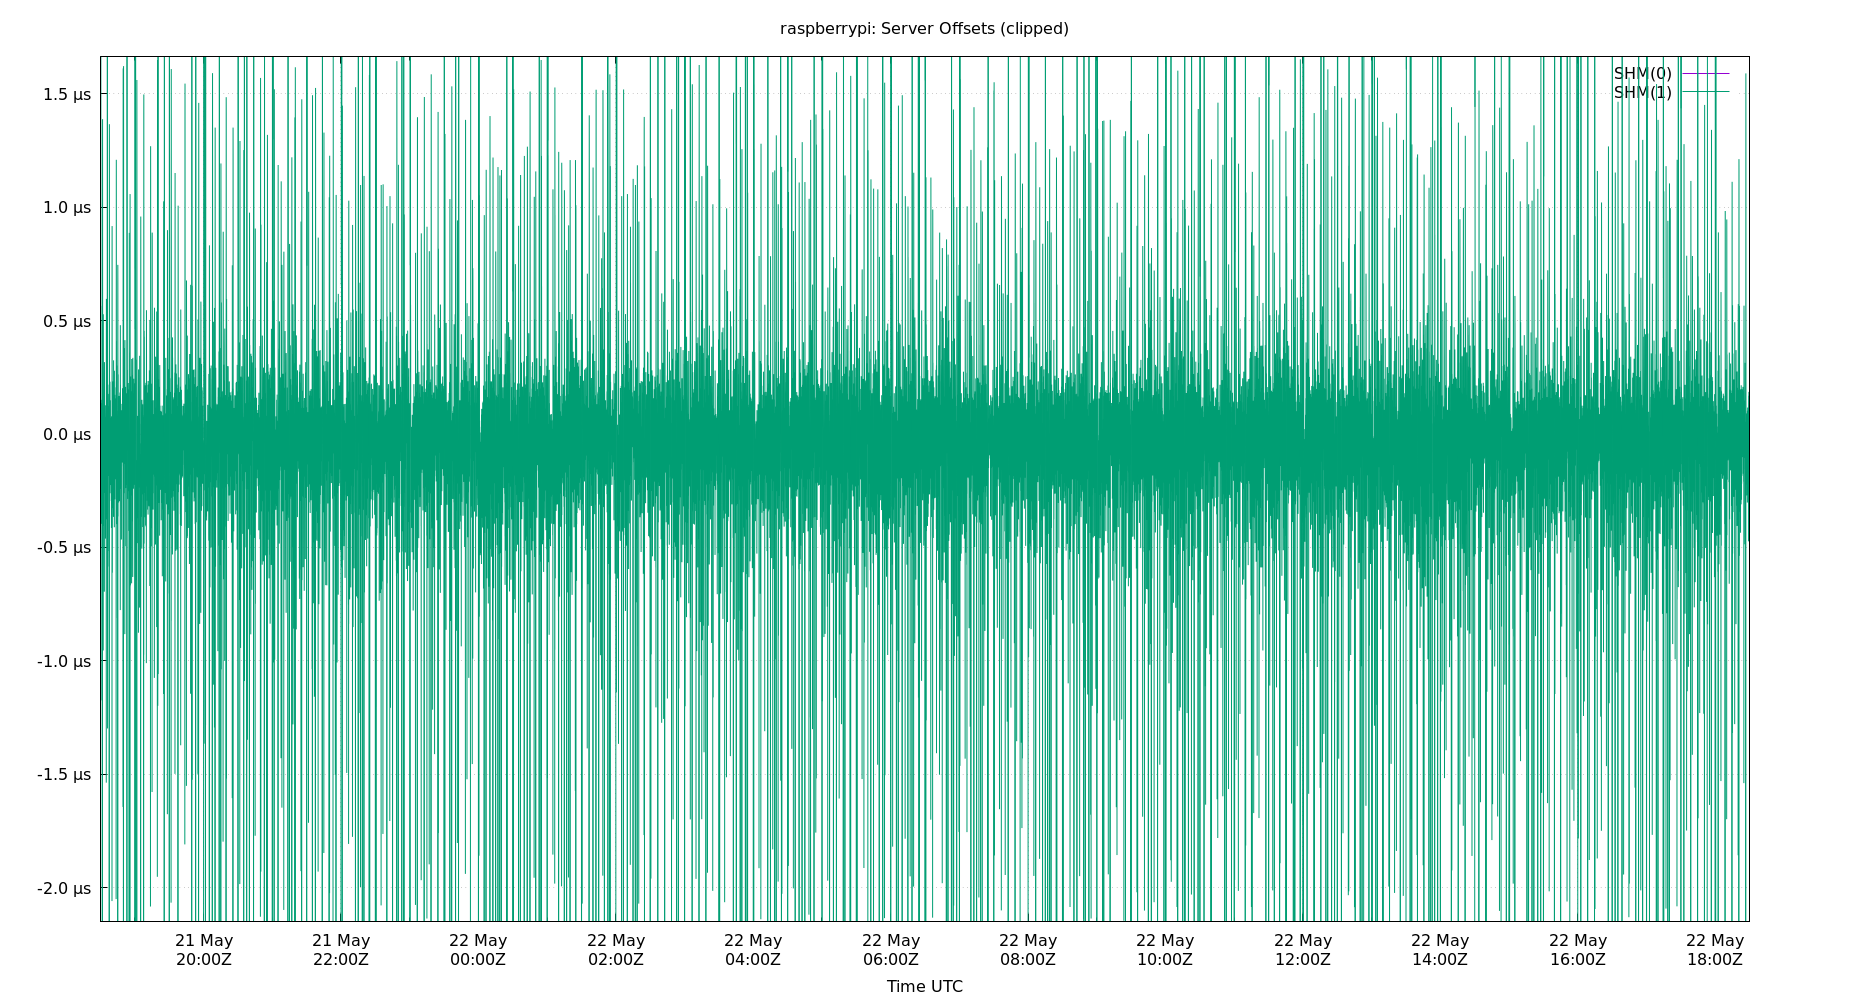 raspberrypi: Server Offsets (clipped)
SHM(0)
SHM(1)
1.5 µs
1.0 µs
0.5 µs
0.0 µs
-0.5 µs
-1.0 µs
-1.5 µs
-2.0 µs
21 May 21 May 22 May 22 May 22 May 22 May 22 May 22 May 22 May 22 May 22 May 22 May
20:00Z 22:00Z 00:00Z 02:00Z 04:00Z 06:00Z 08:00Z 10:00Z 12:00Z 14:00Z 16:00Z 18:00Z
Time UTC